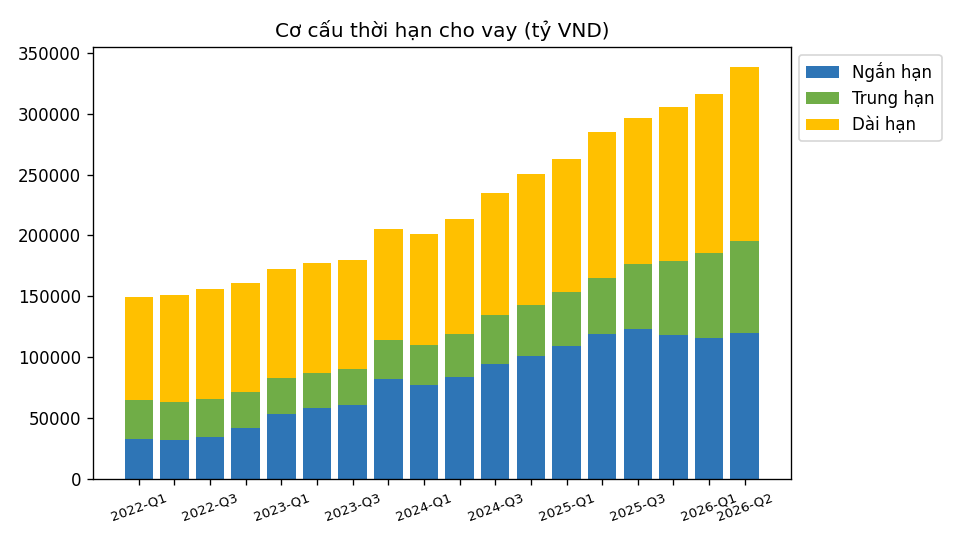 Cơ cấu thời hạn cho vay (tỷ VND)
350000
300000
250000
200000
150000
100000
50000
0
2022-Q1
2022-Q3
2023-Q1
2023-Q3
2024-Q1
2024-Q3
2025-Q1
2025-Q3
2026-Q1
2026-Q2
Ngắn hạn
Trung hạn
Dài hạn